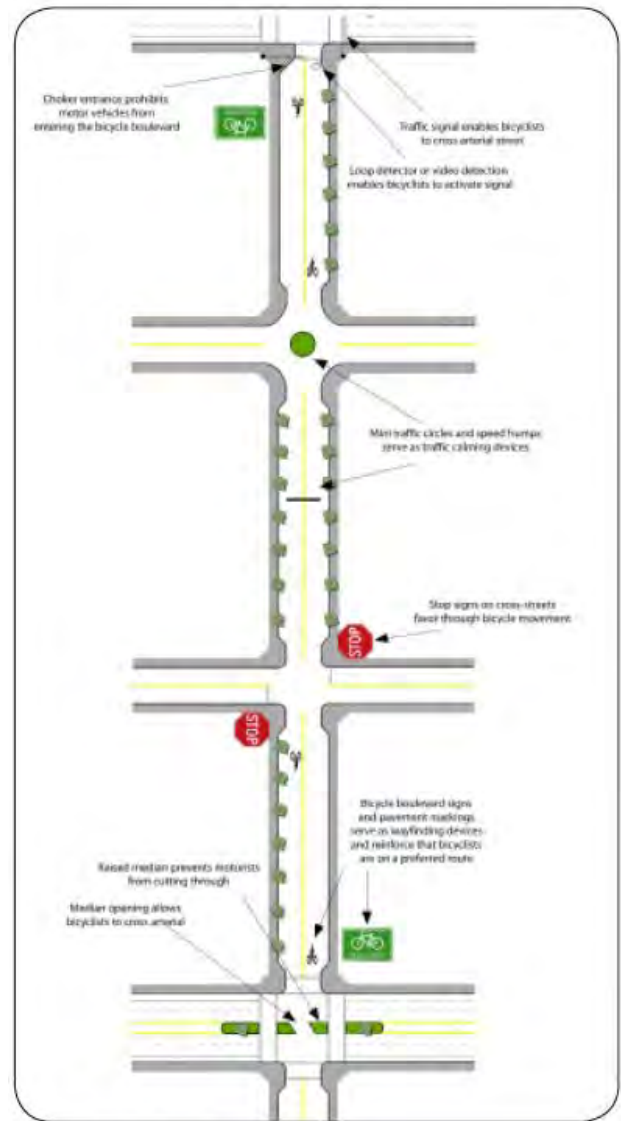 Choker entrance prohibits
motor vehicles from
entering the bicycle boulevard
Traffic signal enables bicyclists
to cross arterial street
Loop detector or video detection
enables bicyclists to activate signal
Mini traffic circles and speed humps
serve as traffic calming devices
Stop signs on cross-streets
favor through bicycle movement
STOP
STOP
Bicycle boulevard signs
and pavement markings
serve as wayfinding devices
and reinforce that bicyclists
are on a preferred route
Raised median prevents motorists
from cutting through
Median opening allows
bicyclists to cross arterial